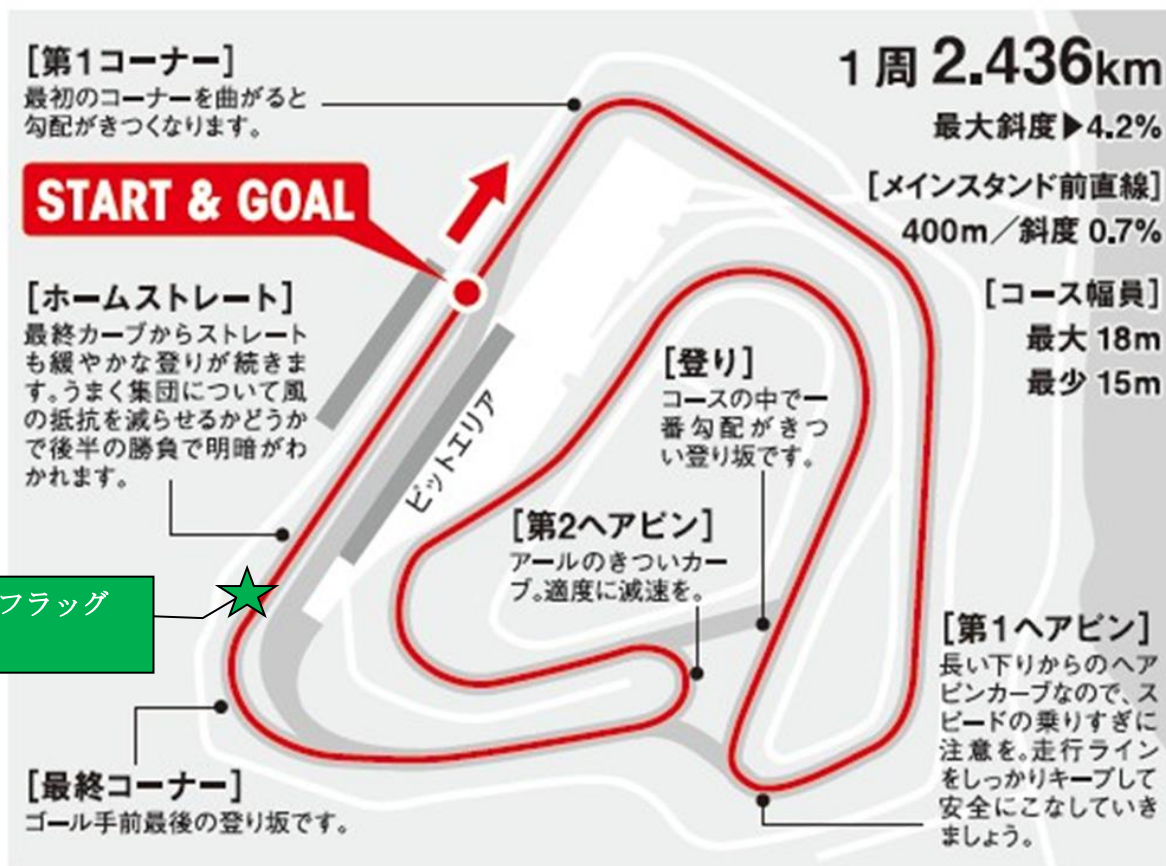 [第1コーナー]
最初のコーナーを曲がると
勾配がきつくなります。
START & GOAL
[ホームストレート]
最終カーブからストレート
も緩やかな登りが続きま
す。うまく集団について風
の抵抗を減らせるかどうか
で後半の勝負で明暗がわ
かれます。
フラッグ
[最終コーナー]
ゴール手前最後の登り坂です。
ピットエリア
[登り]
コースの中で一
番勾配がきつ
い登り坂です。
[第2ヘアピン]
アールのきついカー
ブ。適度に減速を。
1周 2.436km
最大斜度▶4.2%
[メインスタンド前直線]
400m／斜度 0.7%
[コース幅員]
最大 18m
最少 15m
[第1ヘアピン]
長い下りからのヘア
ピンカーブなので、ス
ピードの乗りすぎに
注意を。走行ライン
をしっかりキープして
安全にこなしていき
ましょう。